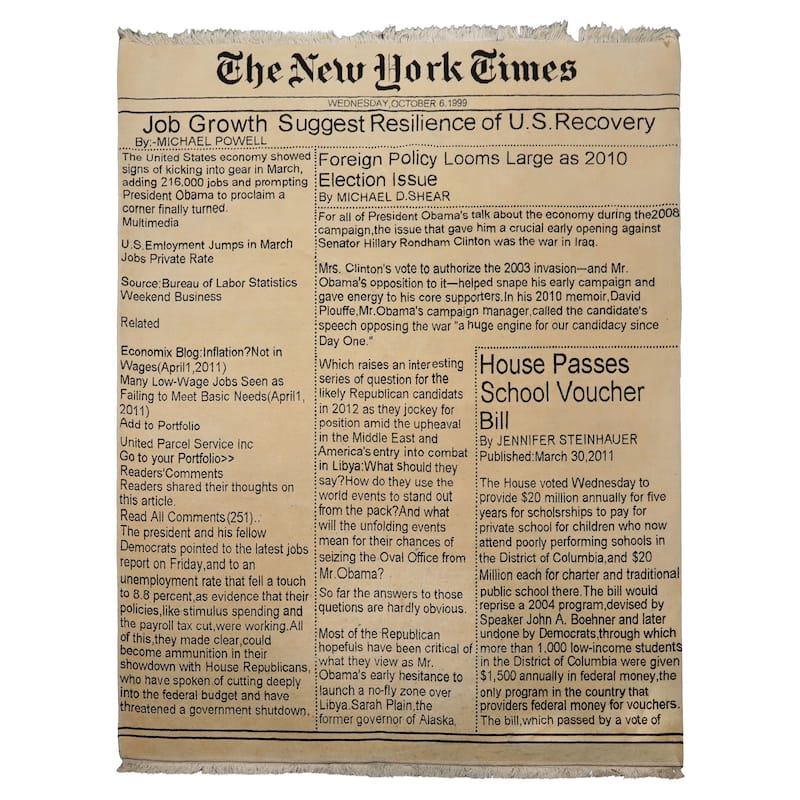 The New York Times
WEDNESDAY,OCTOBER 6,1999
Job Growth Suggest Resilience of U.S.Recovery
By:-MICHAEL POWELL
The United States economy showed
signs of kicking into gear in March,
adding 216,000 jobs and prompting
President Obama to proclaim a
corner finally turned.
Multimedia
U.S.Emloyment Jumps in March
Jobs Private Rate
Source:Bureau of Labor Statistics
Weekend Business
Related
Economix Blog:Inflation?Not in
Wages(April1,2011)
Many Low-Wage Jobs Seen as
Failing to Meet Basic Needs(April1,
2011)
Add to Portfolio
United Parcel Service Inc
Go to your Portfolio>>
Readers'Comments
Readers shared their thoughts on
this article.
Read All Comments(251)..
The president and his fellow
Democrats pointed to the latest jobs
report on Friday,and to an
unemployment rate that fell a touch
to 8.8 percent,as evidence that their
policies,like stimulus spending and
the payroll tax cut,were working.All
of this,they made clear,could
become ammunition in their
showdown with House Republicans,
who have spoken of cutting deeply
into the federal budget and have
threatened a government shutdown.
Foreign Policy Looms Large as 2010
Election Issue
By MICHAEL D.SHEAR
For all of President Obama's talk about the economy during the2008
campaign,the issue that gave him a crucial early opening against
Senator Hillary Rondham Clinton was the war in Iraq.
Mrs. Clinton's vote to authorize the 2003 invasion—and Mr.
Obama's opposition to it—helped snape his early campaign and
gave energy to his core supporters.In his 2010 memoir,David
Plouffe,Mr.Obama's campaign manager,called the candidate's
speech opposing the war "a huge engine for our candidacy since
Day One."
Which raises an interesting
series of question for the
likely Republican candidats
in 2012 as they jockey for
position amid the upheaval
in the Middle East and
America'sentry into combat
in Libya:What should they
say?How do they use the
world events to stand out
from the pack?And what
will the unfolding events
mean for their chances of
seizing the Oval Office from
Mr.Obama?
So far the answers to those
quetions are hardly obvious.
Most of the Republican
hopefuls have been critical of
what they view as Mr.
Obama's early hesitance to
launch a no-fly zone over
Libya.Sarah Plain,the
former governor of Alaska,
House Passes
School Voucher
Bill
By JENNIFER STEINHAUER
Published:March 30,2011
The House voted Wednesday to
provide $20 million annually for five
years for scholsrships to pay for
private school for children who now
attend poorly performing sohools in
the District of Columbia,and $20
Million each for charter and traditional
public school there.The bill would
reprise a 2004 program,devised by
Speaker John A. Boehner and later
undone by Democrats,through which
more than 1,000 low-income students
in the District of Columbia were given
$1,500 annually in federal money,the
only program in the country that
providers federal money for vouchers.
The bill,which passed by a vote of